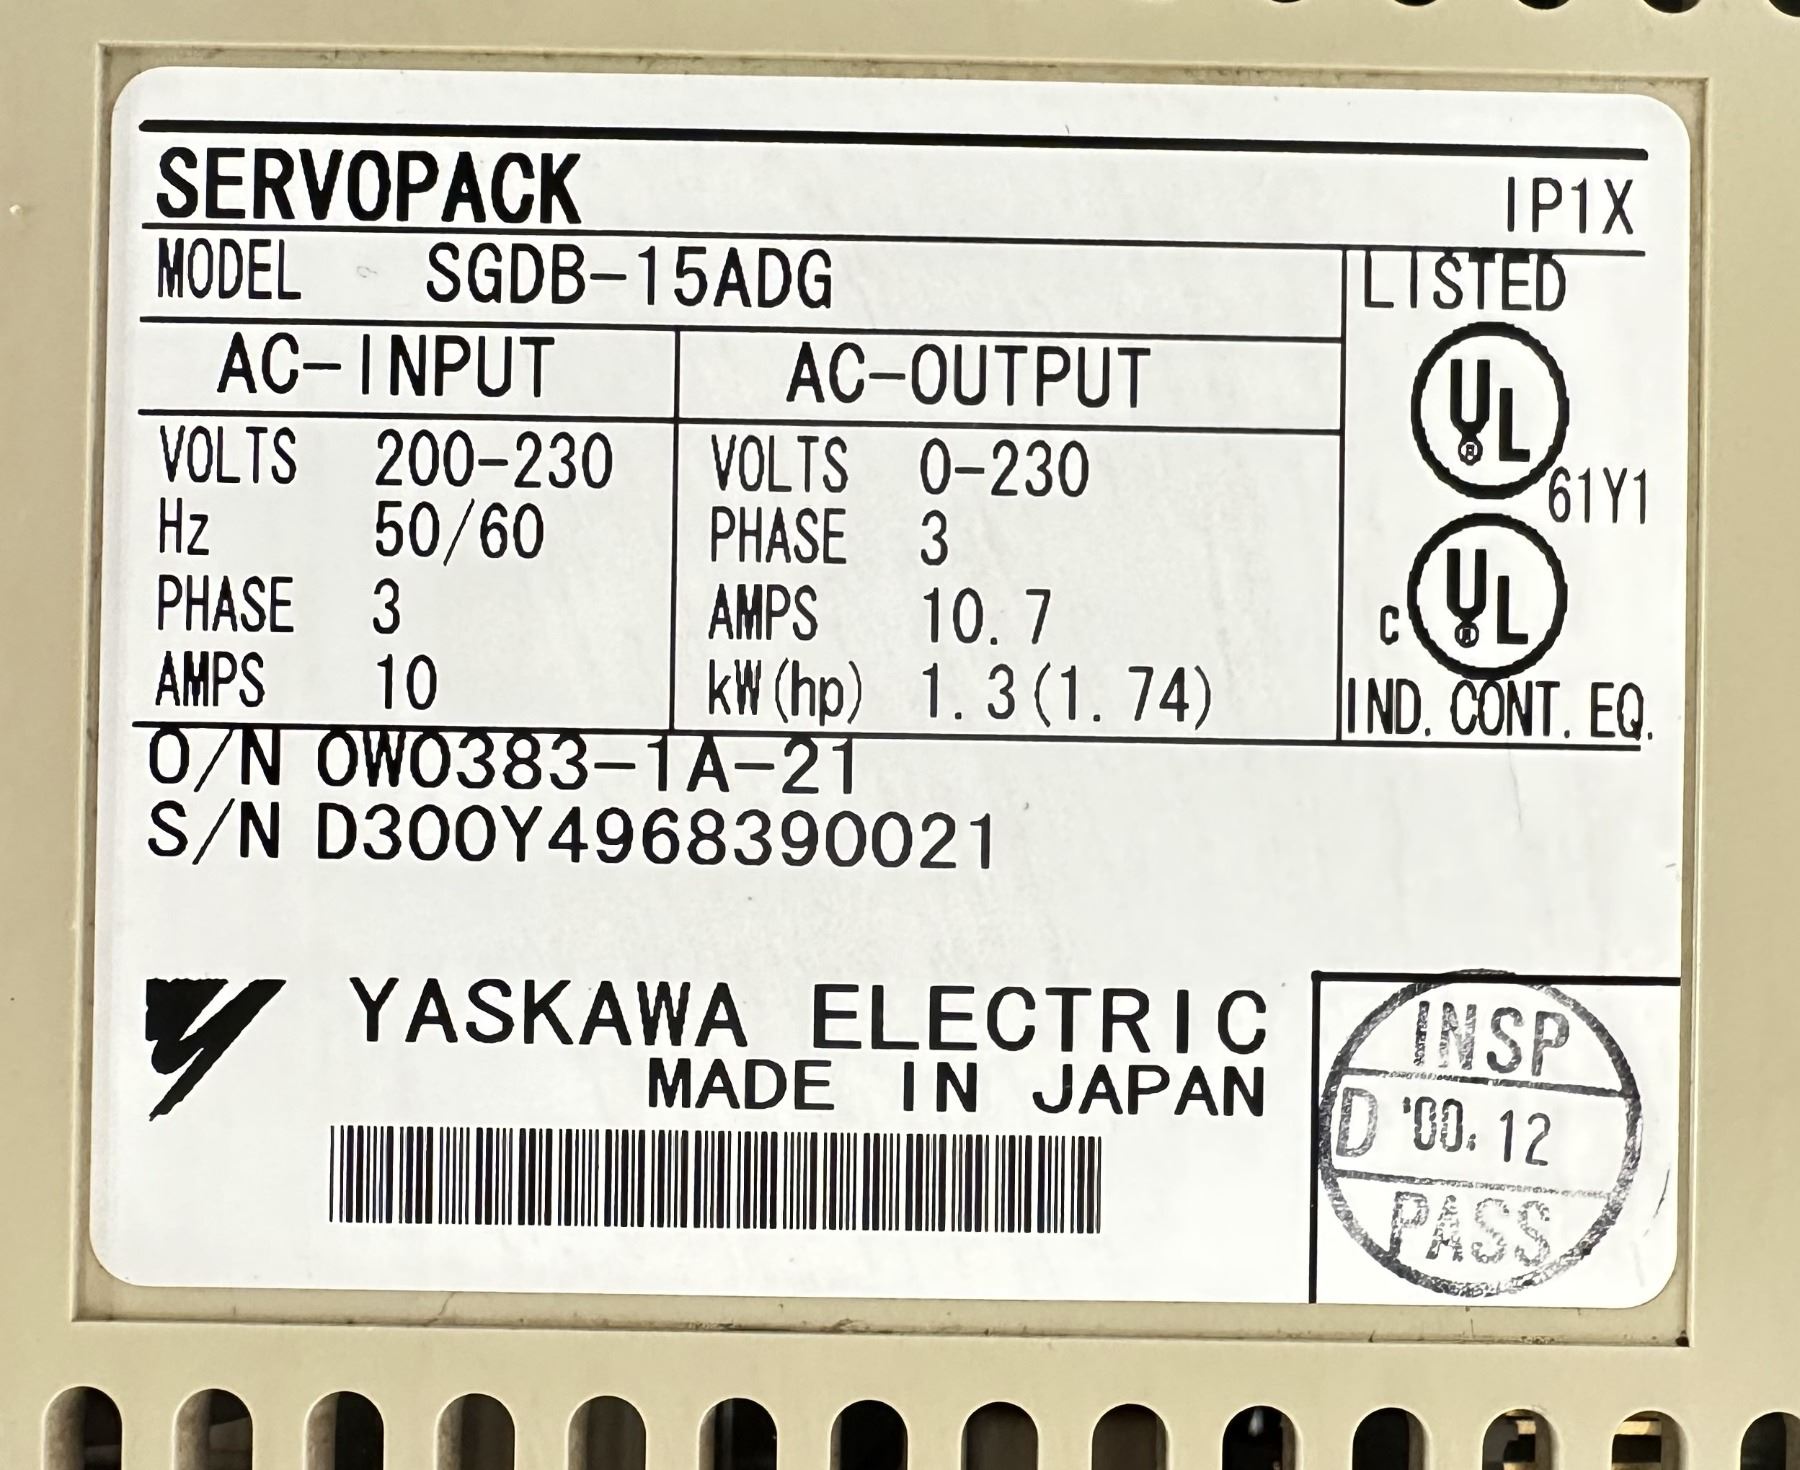 SERVOPACK IP1X
MODEL SGDB-15ADG LISTED
AC-INPUT AC-OUTPUT
VOLTS 200-230 VOLTS 0-230
Hz 50/60 PHASE 3
PHASE 3 AMPS 10.7
AMPS 10 kW(hp) 1.3(1.74)
UL ® 61Y1
c UL ®
IND. CONT. EQ.
O/N 0W0383-1A-21
S/N D300Y4968390021
YASKAWA ELECTRIC
MADE IN JAPAN
INSP
D '00. 12
PASS